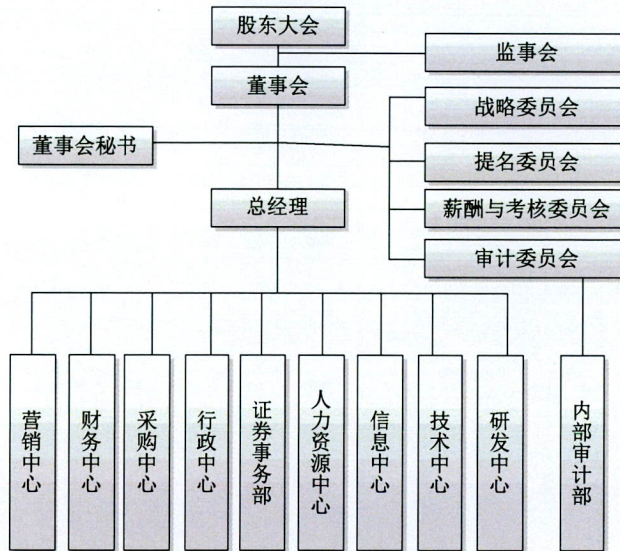 股东大会
监事会
董事会
战略委员会
董事会秘书
提名委员会
总经理
薪酬与考核委员会
审计委员会
营销中心
财务中心
采购中心
行政中心
证券事务部
人力资源中心
信息中心
技术中心
研发中心
内部审计部